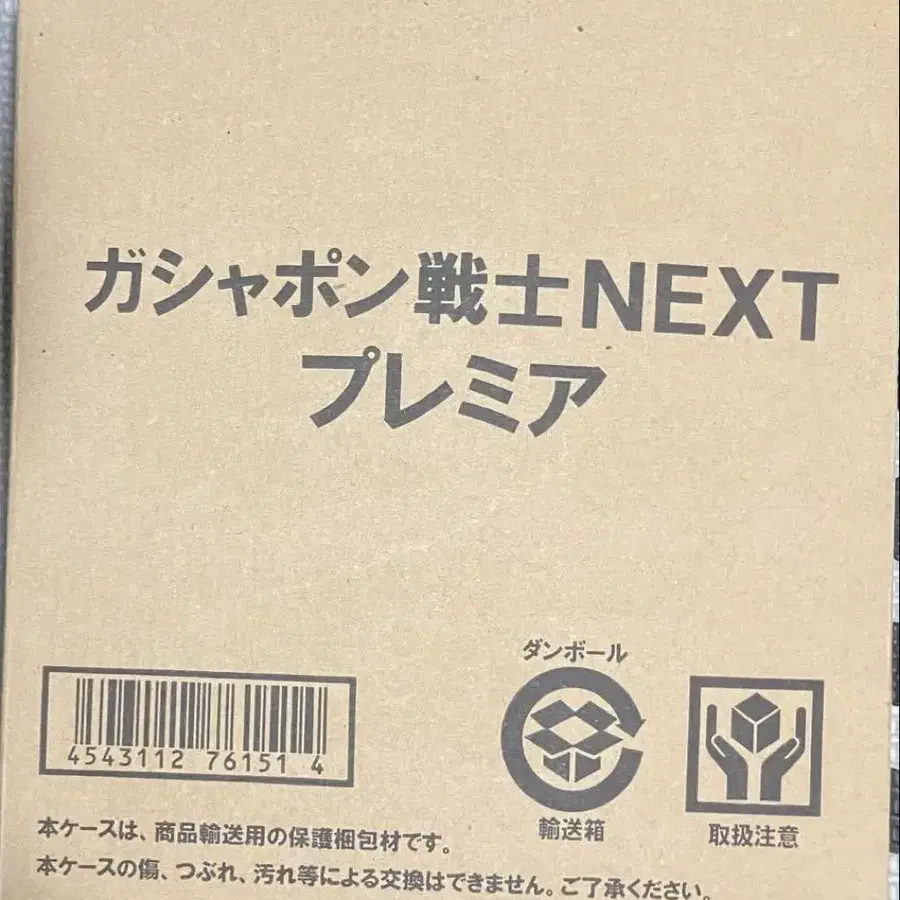 ガシャポン戦士NEXT
プレミア
ダンボール
4543112 76151 4
輸送箱
取扱注意
本ケースは、商品輸送用の保護梱包材です。
本ケースの傷、つぶれ、汚れ等による交換はできません。ご了承ください。